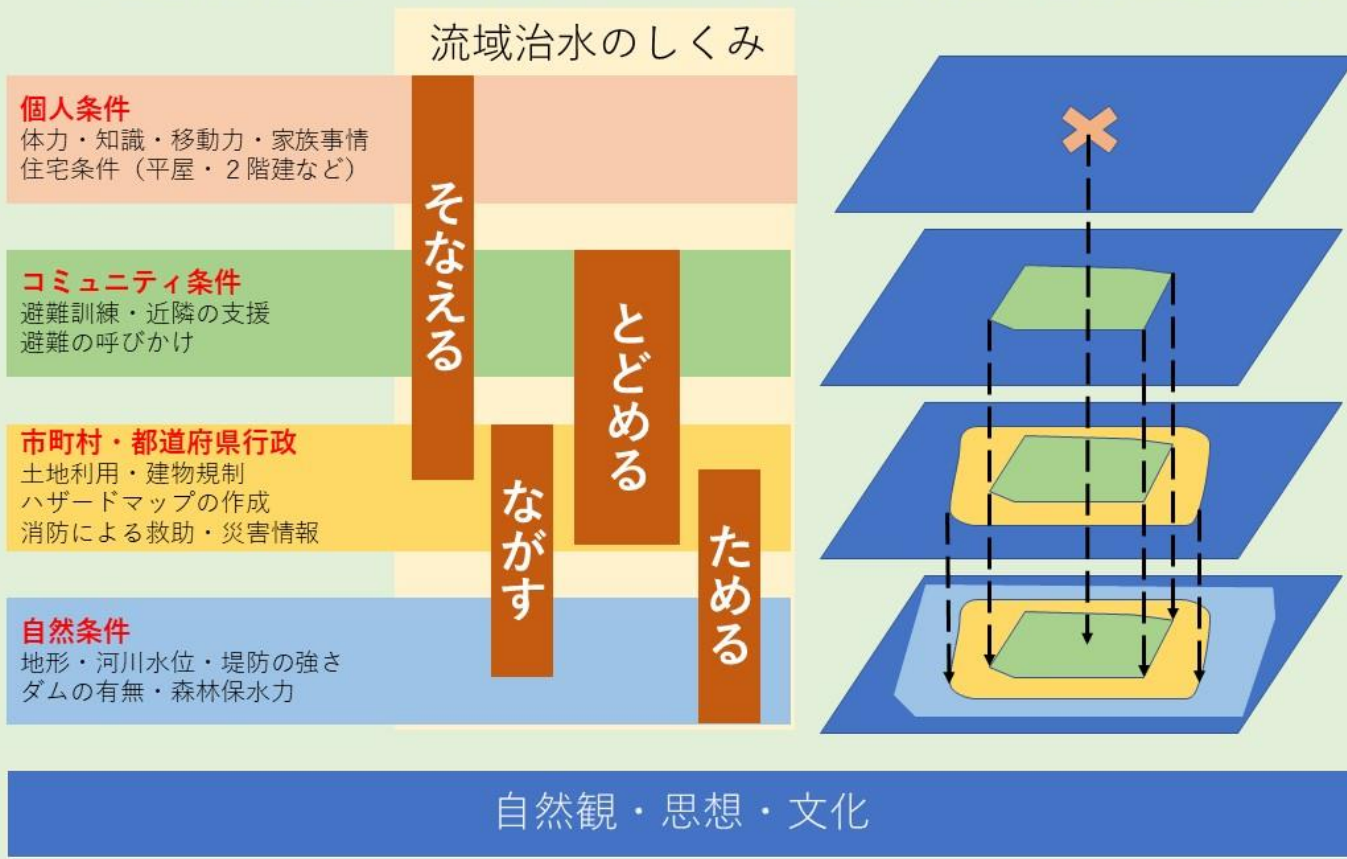 流域治水のしくみ
個人条件
体力・知識・移動力・家族事情
住宅条件（平屋・２階建など）
コミュニティ条件
避難訓練・近隣の支援
避難の呼びかけ
市町村・都道府県行政
土地利用・建物規制
ハザードマップの作成
消防による救助・災害情報
自然条件
地形・河川水位・堤防の強さ
ダムの有無・森林保水力
そなえる
ながす
とどめる
ためる
自然観・思想・文化